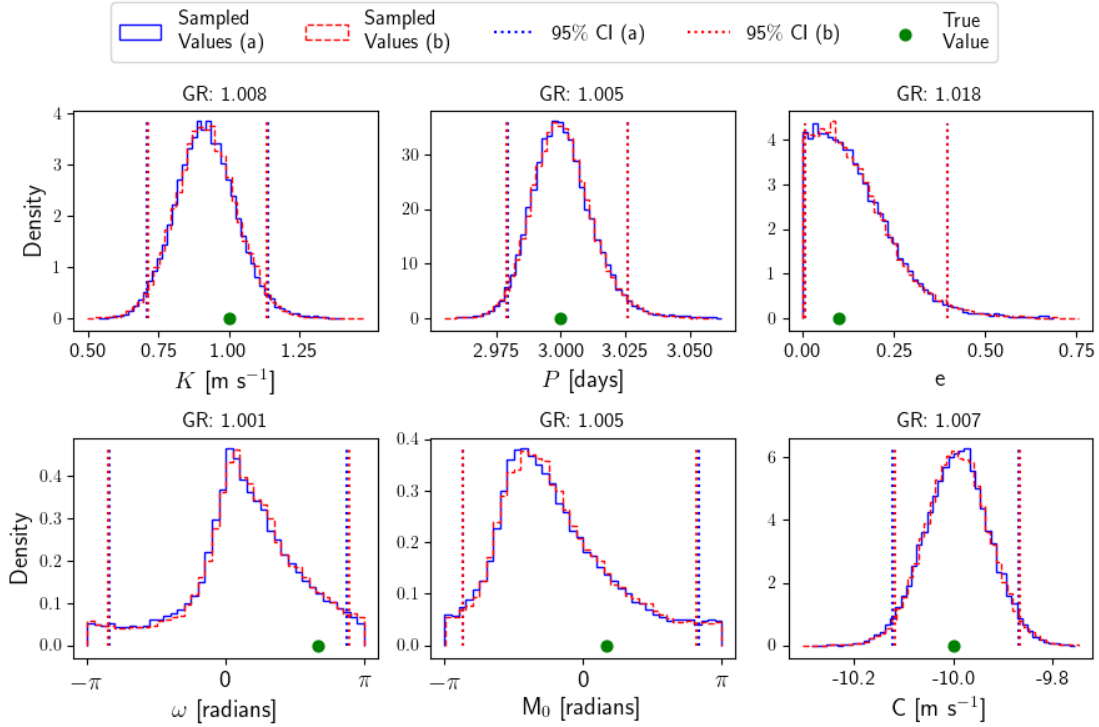 Sampled Values (a)
Sampled Values (b)
95% CI (a)
95% CI (b)
True Value
GR: 1.008
GR: 1.005
GR: 1.018
Density
4
3
2
1
0
0.50 0.75 1.00 1.25
K [m s⁻¹]
30
20
10
0
2.975 3.000 3.025 3.050
P [days]
4
3
2
1
0
0.00 0.25 0.50 0.75
e
GR: 1.001
GR: 1.005
GR: 1.007
Density
0.4
0.3
0.2
0.1
0.0
−π 0 π
ω [radians]
0.4
0.3
0.2
0.1
0.0
−π 0 π
M₀ [radians]
6
4
2
0
-10.2 -10.0 -9.8
C [m s⁻¹]